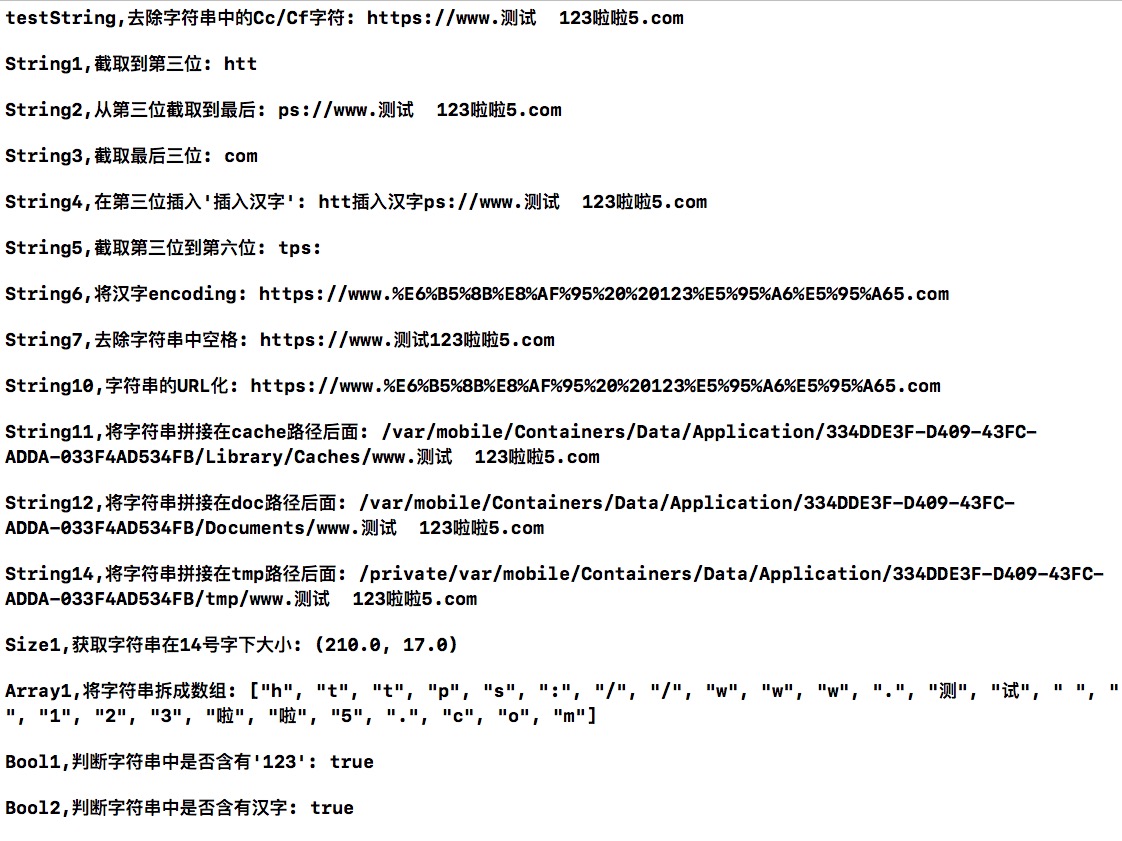 testString,去除字符串中的Cc/Cf字符: https://www.测试  123啦啦5.com
String1,截取到第三位: htt
String2,从第三位截取到最后: ps://www.测试  123啦啦5.com
String3,截取最后三位: com
String4,在第三位插入'插入汉字': htt插入汉字ps://www.测试  123啦啦5.com
String5,截取第三位到第六位: tps:
String6,将汉字encoding: https://www.%E6%B5%8B%E8%AF%95%20%20123%E5%95%A6%E5%95%A65.com
String7,去除字符串中空格: https://www.测试123啦啦5.com
String10,字符串的URL化: https://www.%E6%B5%8B%E8%AF%95%20%20123%E5%95%A6%E5%95%A65.com
String11,将字符串拼接在cache路径后面: /var/mobile/Containers/Data/Application/334DDE3F-D409-43FC-
ADDA-033F4AD534FB/Library/Caches/www.测试  123啦啦5.com
String12,将字符串拼接在doc路径后面: /var/mobile/Containers/Data/Application/334DDE3F-D409-43FC-
ADDA-033F4AD534FB/Documents/www.测试  123啦啦5.com
String14,将字符串拼接在tmp路径后面: /private/var/mobile/Containers/Data/Application/334DDE3F-D409-43FC-
ADDA-033F4AD534FB/tmp/www.测试  123啦啦5.com
Size1,获取字符串在14号字下大小: (210.0, 17.0)
Array1,将字符串拆成数组: ["h", "t", "t", "p", "s", ":", "/", "/", "w", "w", "w", ".", "测", "试", " ", "
", "1", "2", "3", "啦", "啦", "5", ".", "c", "o", "m"]
Bool1,判断字符串中是否含有'123': true
Bool2,判断字符串中是否含有汉字: true